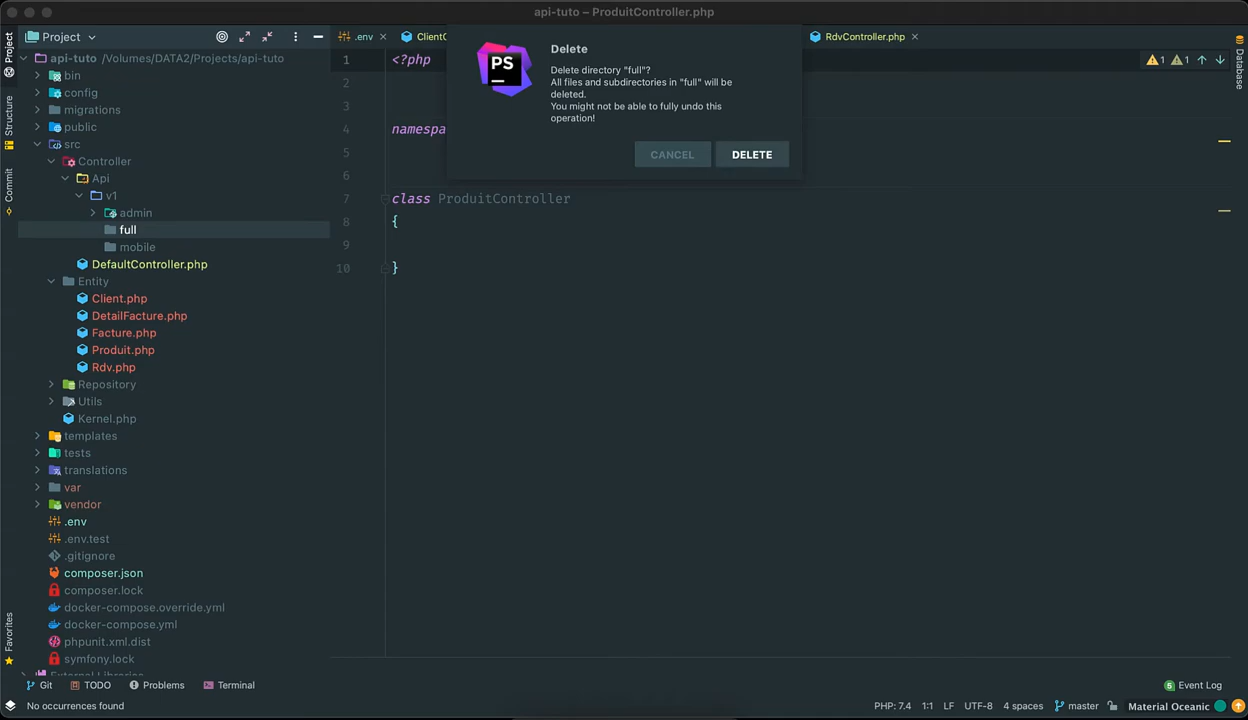 api-tuto – ProduitController.php
Project
.env
ClientC
RdvController.php
Delete
Delete directory "full"?
All files and subdirectories in "full" will be
deleted.
You might not be able to fully undo this
operation!
CANCEL
DELETE
PS
Project
Structure
Commit
Favorites
Database
api-tuto /Volumes/DATA2/Projects/api-tuto
bin
config
migrations
public
src
Controller
Api
v1
admin
full
mobile
DefaultController.php
Entity
Client.php
DetailFacture.php
Facture.php
Produit.php
Rdv.php
Repository
Utils
Kernel.php
templates
tests
translations
var
vendor
.env
.env.test
.gitignore
composer.json
composer.lock
docker-compose.override.yml
docker-compose.yml
phpunit.xml.dist
symfony.lock
External Libraries
1 <?php
2
3
4 namespa
5
6
7 class ProduitController
8 {
9
10 }
1 1
Git TODO Problems Terminal
5 Event Log
No occurrences found
PHP: 7.4 1:1 LF UTF-8 4 spaces master Material Oceanic